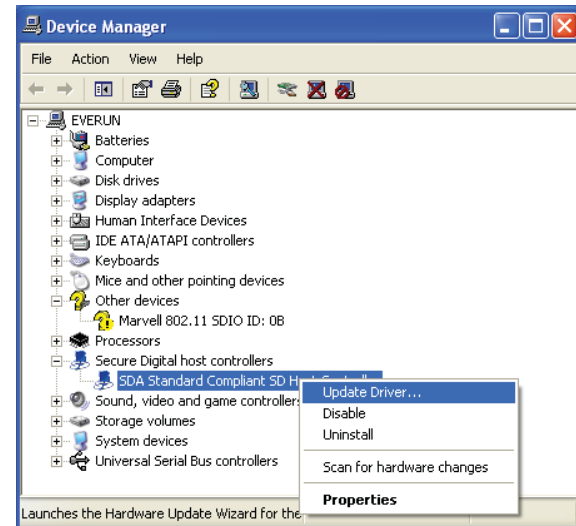 Device Manager
File Action View Help
EVERUN
Batteries
Computer
Disk drives
Display adapters
Human Interface Devices
IDE ATA/ATAPI controllers
Keyboards
Mice and other pointing devices
Other devices
Marvell 802.11 SDIO ID: 0B
Processors
Secure Digital host controllers
SDA Standard Compliant SD
Update Driver...
Sound, video and game controllers
Disable
Storage volumes
Uninstall
System devices
Universal Serial Bus controllers
Scan for hardware changes
Properties
Launches the Hardware Update Wizard for the